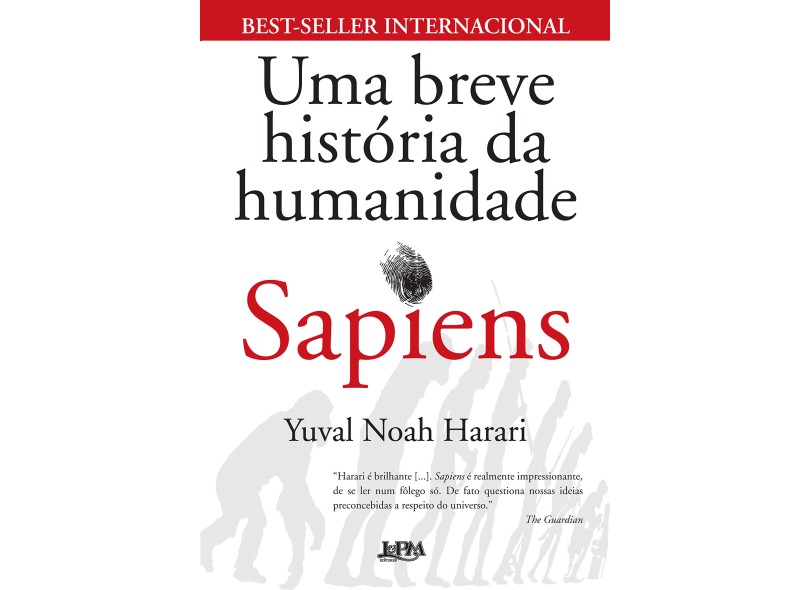 BEST-SELLER INTERNACIONAL
Uma breve
história da
humanidade
Sapiens
Yuval Noah Harari
“Harari é brilhante [...]. Sapiens é realmente impressionante,
de se ler num fôlego só. De fato questiona nossas ideias
preconcebidas a respeito do universo.”
The Guardian
L&PM
EDITORES